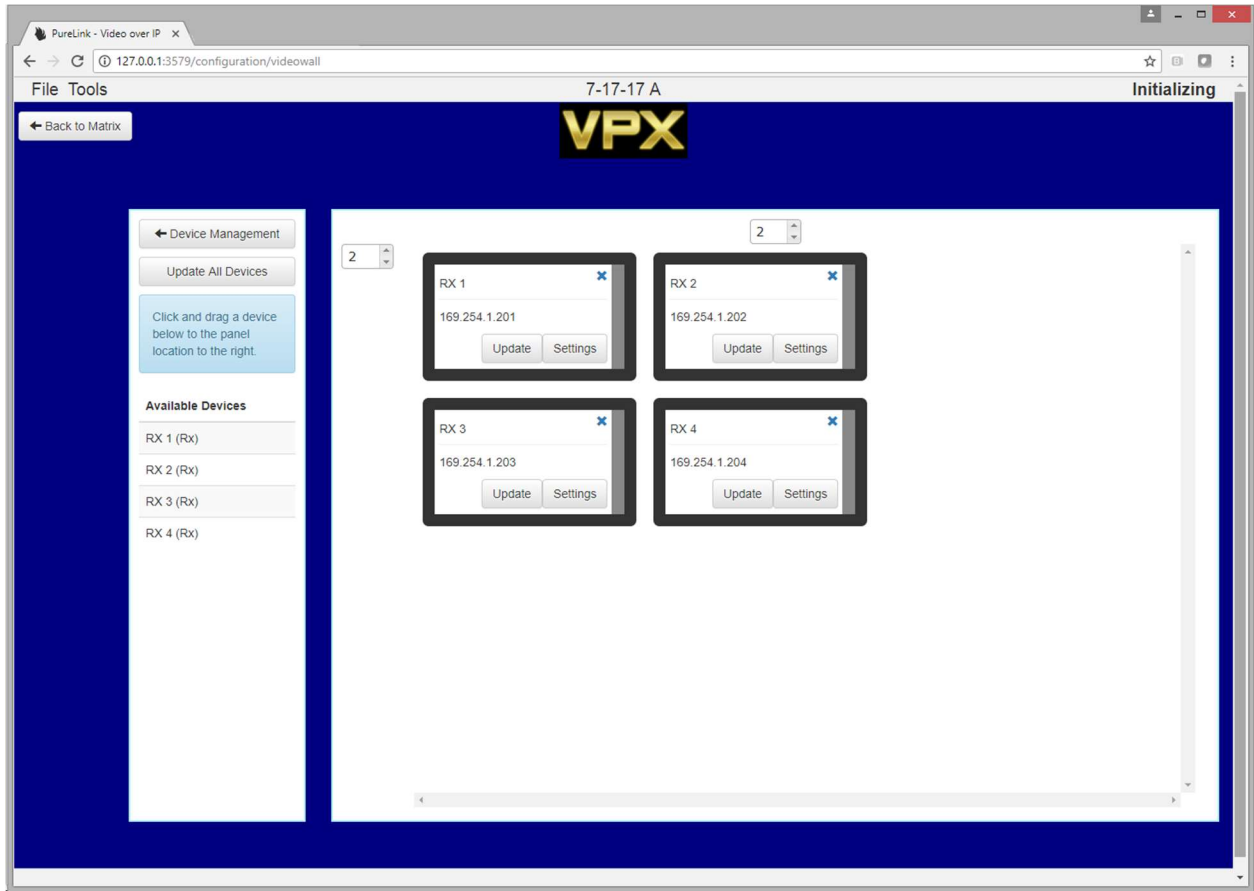 PureLink - Video over IP
127.0.0.1:3579/configuration/videowall
File Tools 7-17-17 A Initializing
Back to Matrix
VPX
Device Management
Update All Devices
Click and drag a device
below to the panel
location to the right.
Available Devices
RX 1 (Rx)
RX 2 (Rx)
RX 3 (Rx)
RX 4 (Rx)
2
2
RX 1
169.254.1.201
Update Settings
RX 2
169.254.1.202
Update Settings
RX 3
169.254.1.203
Update Settings
RX 4
169.254.1.204
Update Settings